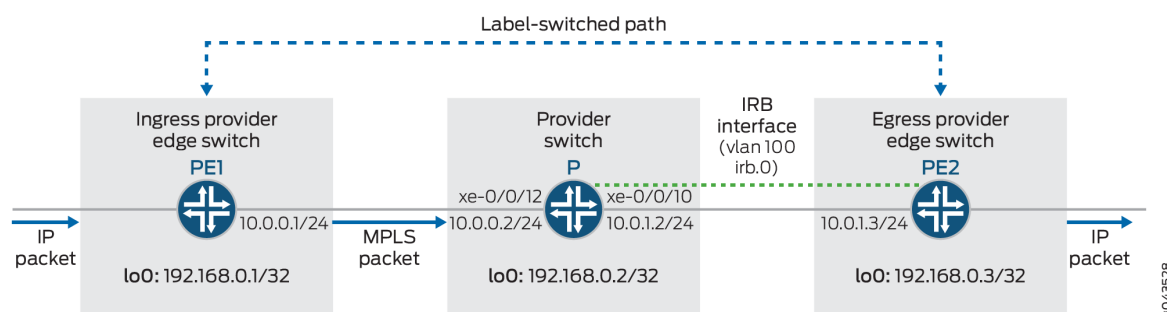 Label-switched path
Ingress provider
edge switch
PE1
10.0.0.1/24
IP
packet
lo0: 192.168.0.1/32
MPLS
packet
Provider
switch
P
xe-0/0/12
xe-0/0/10
10.0.0.2/24
10.0.1.2/24
lo0: 192.168.0.2/32
IRB
interface
(vlan 100
irb.0)
Egress provider
edge switch
PE2
10.0.1.3/24
lo0: 192.168.0.3/32
IP
packet